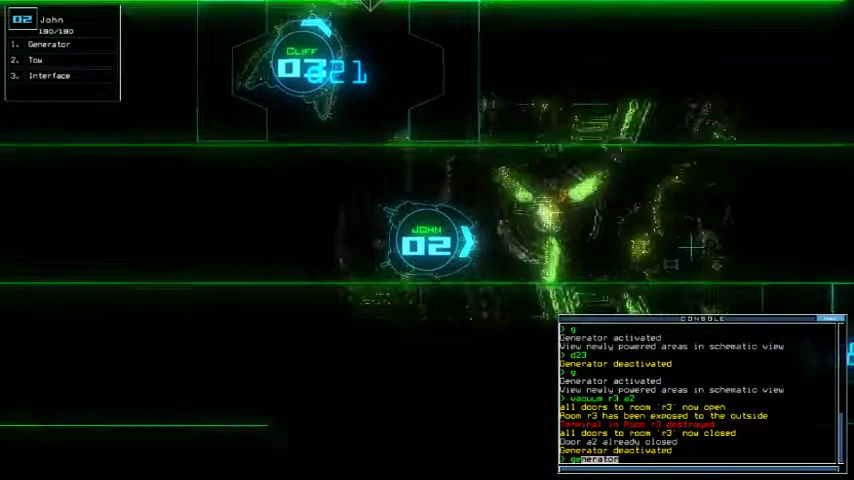 02 John
180/180
1. Generator
2. Tow
3. Interface
CLIFF
03
a21
JOHN
02
CONSOLE
> g
Generator activated
View newly powered areas in schematic view
> d23
Generator deactivated
> g
Generator activated
View newly powered areas in schematic view
> vacuum r3 a2
all doors to room 'r3' now open
Room r3 has been exposed to the outside
Terminal in Room r3 destroyed
all doors to room 'r3' now closed
Door a2 already closed
Generator deactivated
> generator